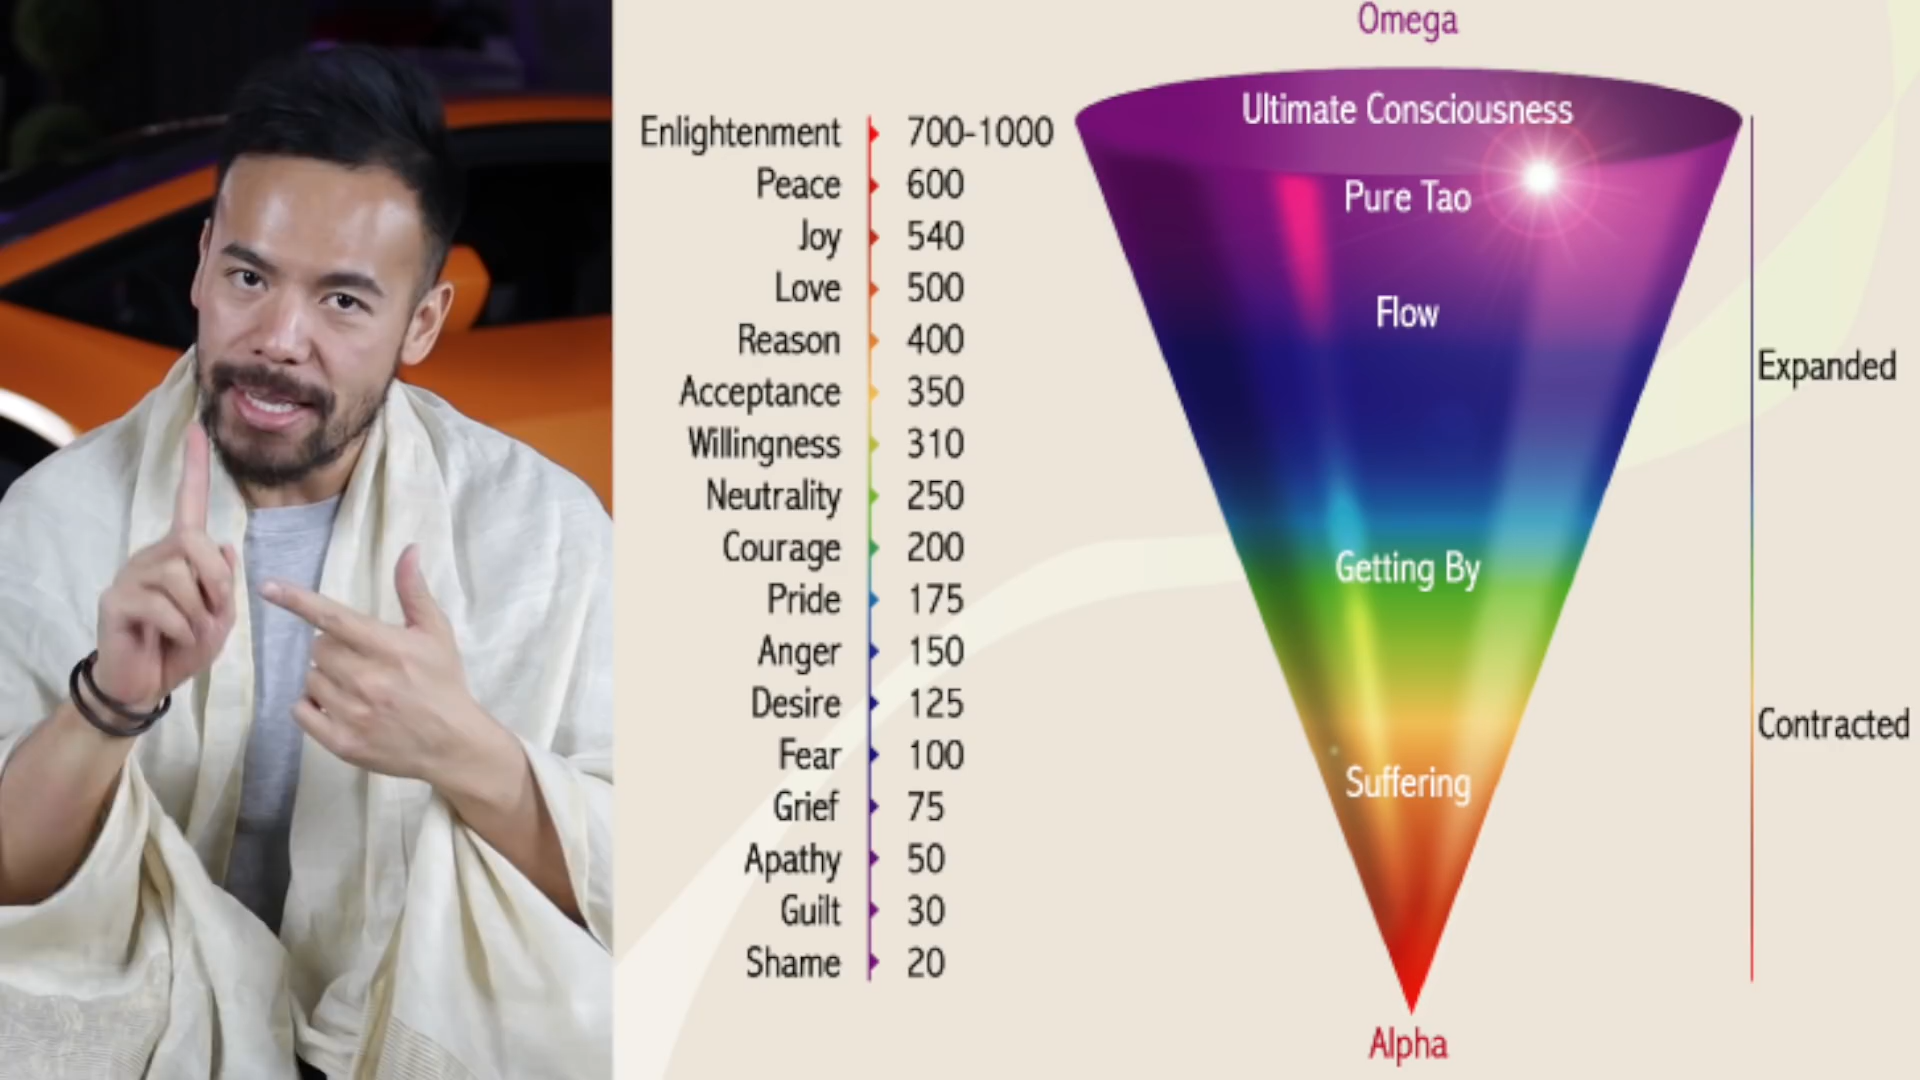 Omega
Ultimate Consciousness
Enlightenment 700-1000
Peace 600
Pure Tao
Joy 540
Love 500
Flow
Reason 400
Expanded
Acceptance 350
Willingness 310
Neutrality 250
Courage 200
Getting By
Pride 175
Anger 150
Desire 125
Contracted
Fear 100
Suffering
Grief 75
Apathy 50
Guilt 30
Shame 20
Alpha